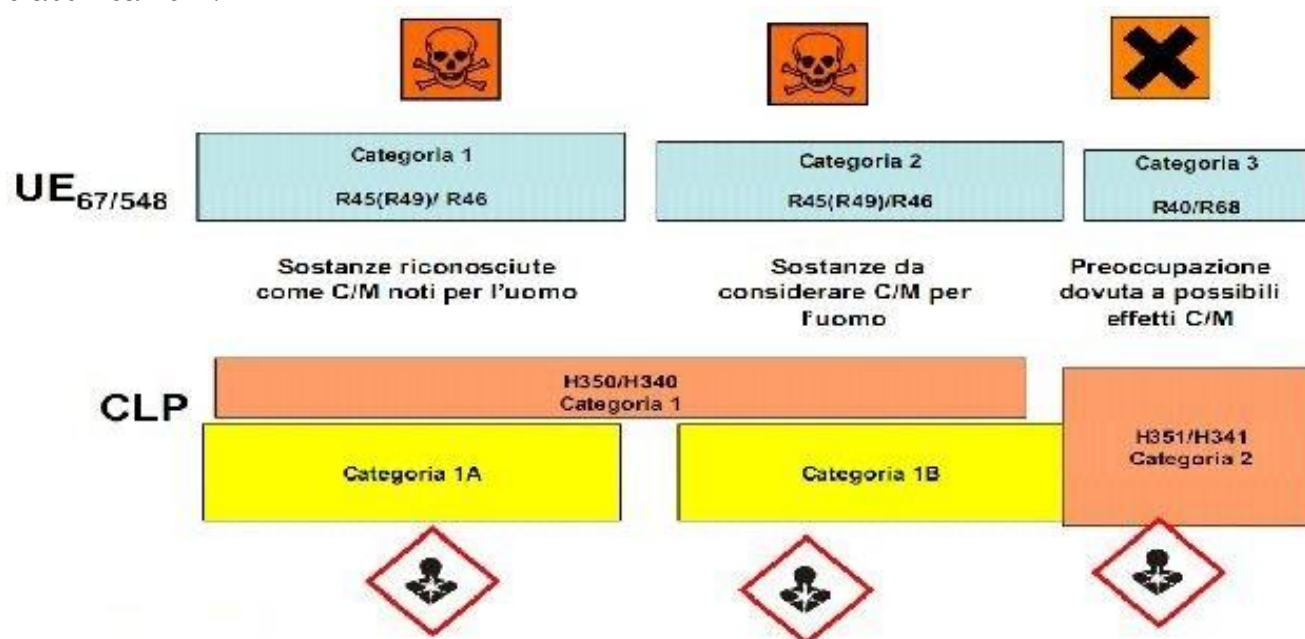 Categoria 1
R45(R49)/ R46
Categoria 2
R45(R49)/R46
Categoria 3
R40/R68
UE67/548
Sostanze riconosciute
come C/M noti per l'uomo
Sostanze da
considerare C/M per
l'uomo
Preoccupazione
dovuta a possibili
effetti C/M
CLP
H350/H340
Categoria 1
Categoria 1A
Categoria 1B
H351/H341
Categoria 2